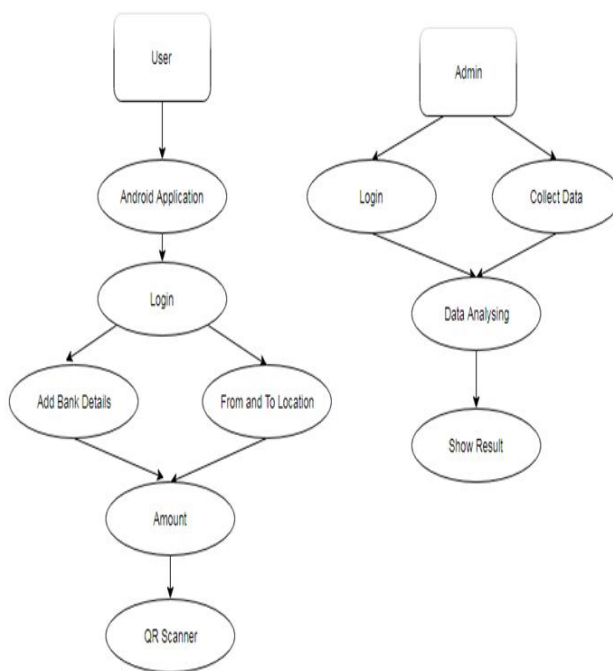 User
Android Application
Login
Add Bank Details
From and To Location
Amount
QR Scanner
Admin
Login
Collect Data
Data Analysing
Show Result